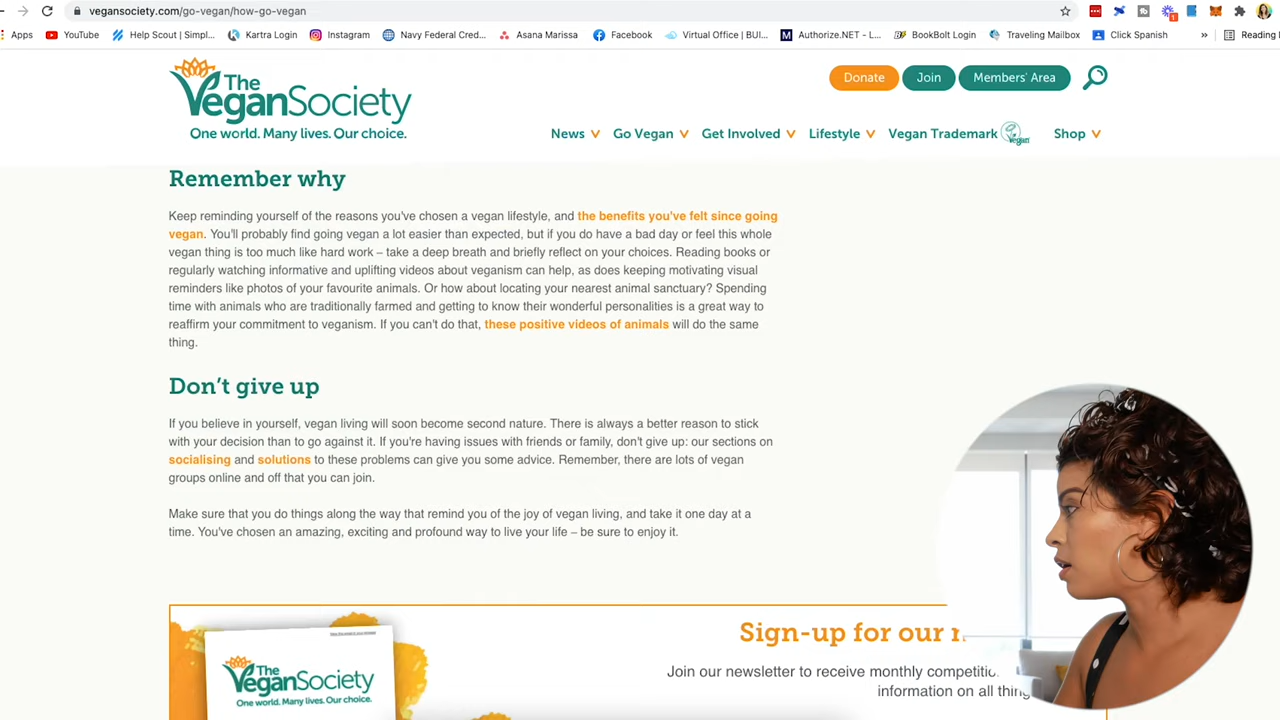 vegansociety.com/go-vegan/how-go-vegan
Apps YouTube Help Scout | Simpl... Kartra Login Instagram Navy Federal Cred... Asana Marissa Facebook Virtual Office | BUI... Authorize.NET - L... BookBolt Login Traveling Mailbox Click Spanish » Reading
The
VeganSociety
One world. Many lives. Our choice.
Donate Join Members' Area
News Go Vegan Get Involved Lifestyle Vegan Trademark Vegan Shop
Remember why
Keep reminding yourself of the reasons you've chosen a vegan lifestyle, and the benefits you've felt since going
vegan. You'll probably find going vegan a lot easier than expected, but if you do have a bad day or feel this whole
vegan thing is too much like hard work – take a deep breath and briefly reflect on your choices. Reading books or
regularly watching informative and uplifting videos about veganism can help, as does keeping motivating visual
reminders like photos of your favourite animals. Or how about locating your nearest animal sanctuary? Spending
time with animals who are traditionally farmed and getting to know their wonderful personalities is a great way to
reaffirm your commitment to veganism. If you can't do that, these positive videos of animals will do the same
thing.
Don't give up
If you believe in yourself, vegan living will soon become second nature. There is always a better reason to stick
with your decision than to go against it. If you're having issues with friends or family, don't give up: our sections on
socialising and solutions to these problems can give you some advice. Remember, there are lots of vegan
groups online and off that you can join.
Make sure that you do things along the way that remind you of the joy of vegan living, and take it one day at a
time. You've chosen an amazing, exciting and profound way to live your life – be sure to enjoy it.
The
VeganSociety
One world. Many lives. Our choice.
Sign-up for our
Join our newsletter to receive monthly
information on all